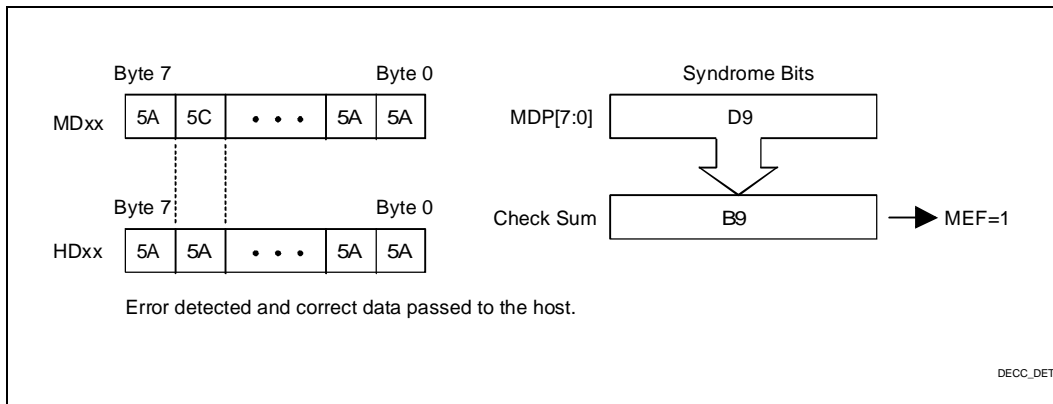 Byte 7 Byte 0
MDxx 5A 5C • • • 5A 5A
Byte 7 Byte 0
HDxx 5A 5A • • • 5A 5A
Syndrome Bits
MDP[7:0] D9
Check Sum B9 MEF=1
Error detected and correct data passed to the host.
DECC_DET